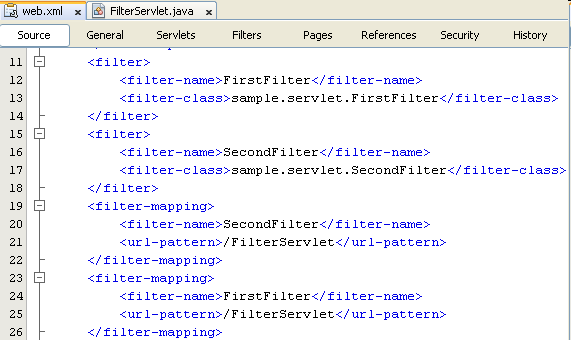 web.xml FilterServlet.java
Source General Servlets Filters Pages References Security History
11 <filter>
12 <filter-name>FirstFilter</filter-name>
13 <filter-class>sample.servlet.FirstFilter</filter-class>
14 </filter>
15 <filter>
16 <filter-name>SecondFilter</filter-name>
17 <filter-class>sample.servlet.SecondFilter</filter-class>
18 </filter>
19 <filter-mapping>
20 <filter-name>SecondFilter</filter-name>
21 <url-pattern>/FilterServlet</url-pattern>
22 </filter-mapping>
23 <filter-mapping>
24 <filter-name>FirstFilter</filter-name>
25 <url-pattern>/FilterServlet</url-pattern>
26 </filter-mapping>